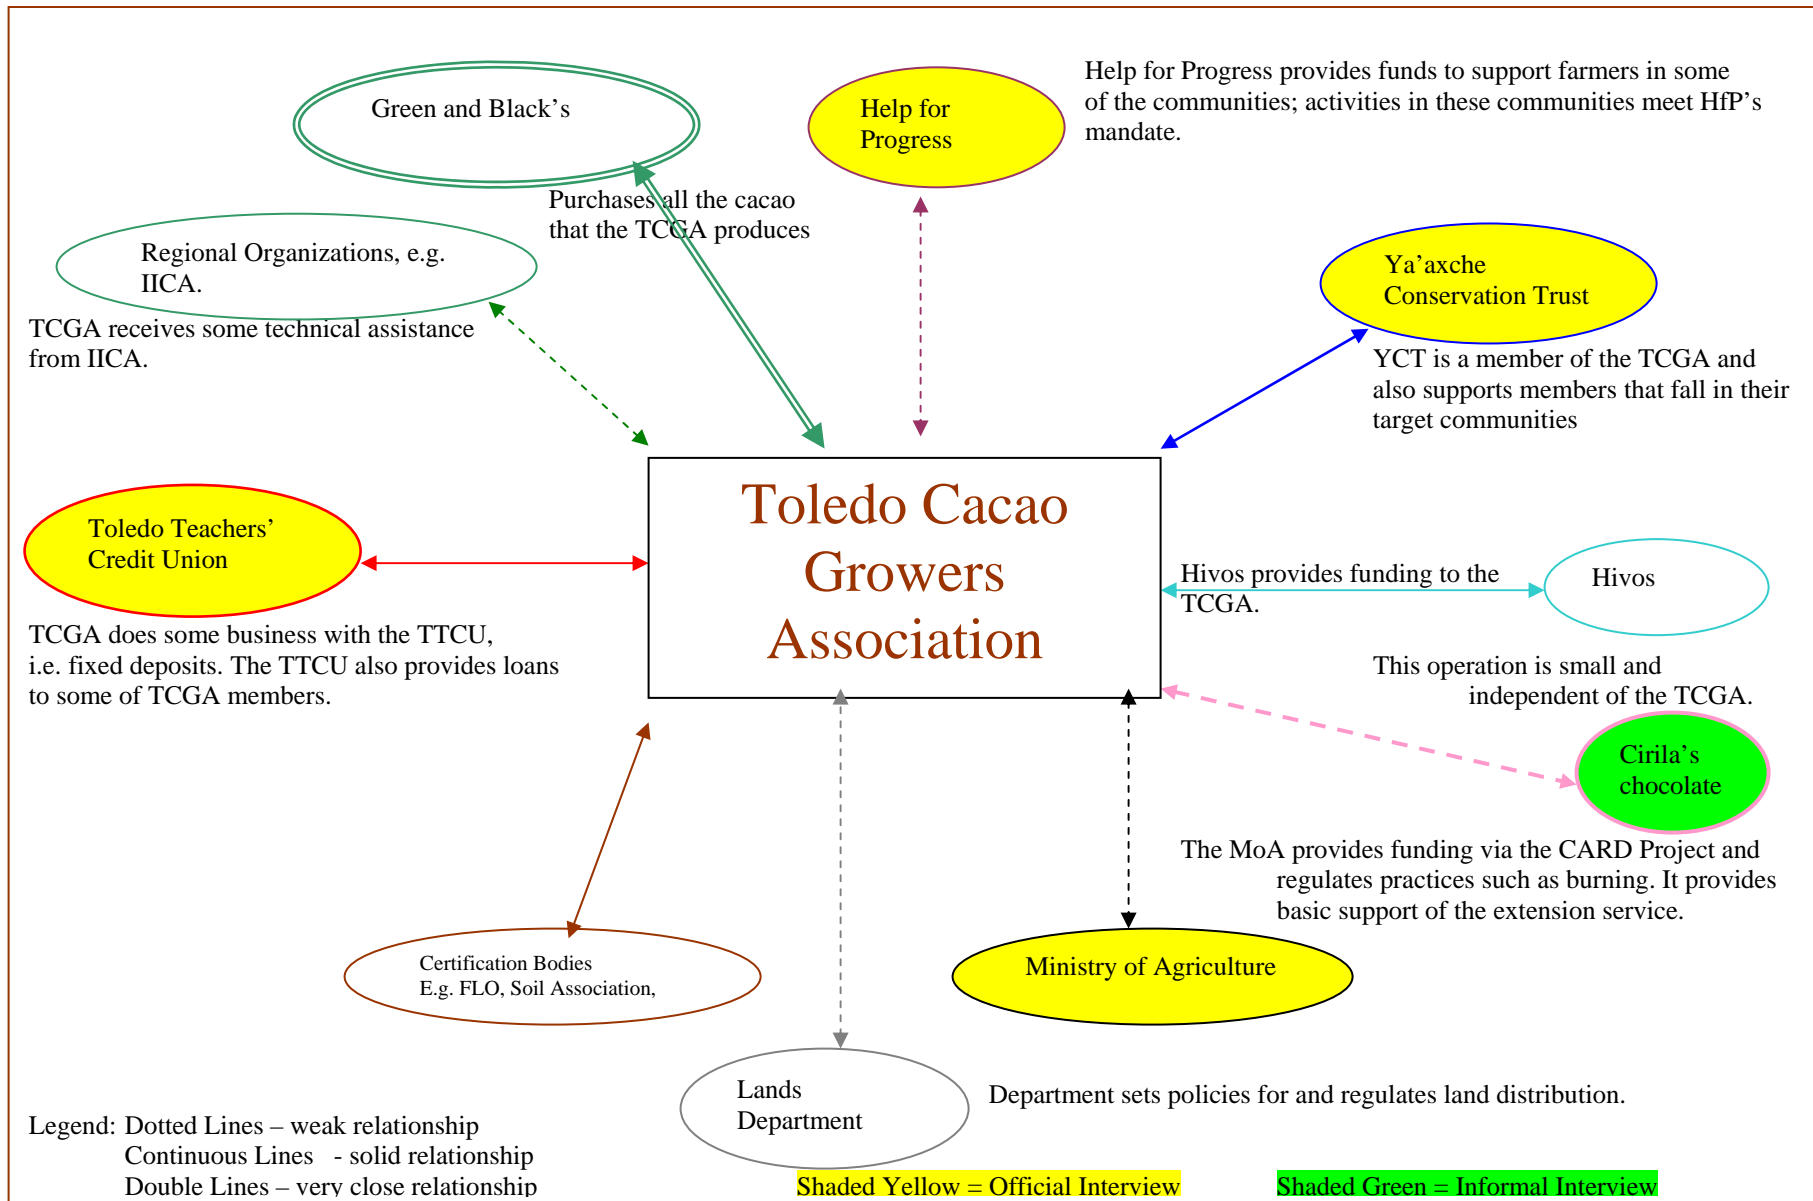 Green and Black's
Help for
Progress
Help for Progress provides funds to support farmers in some
of the communities; activities in these communities meet HfP's
mandate.
Purchases all the cacao
that the TCGA produces
Regional Organizations, e.g.
IICA.
TCGA receives some technical assistance
from IICA.
Ya'axche
Conservation Trust
YCT is a member of the TCGA and
also supports members that fall in their
target communities
Toledo Cacao
Growers
Association
Toledo Teachers'
Credit Union
TCGA does some business with the TTCU,
i.e. fixed deposits. The TTCU also provides loans
to some of TCGA members.
Hivos provides funding to the
TCGA.
Hivos
This operation is small and
independent of the TCGA.
Cirila's
chocolate
The MoA provides funding via the CARD Project and
regulates practices such as burning. It provides
basic support of the extension service.
Certification Bodies
E.g. FLO, Soil Association,
Ministry of Agriculture
Lands
Department
Department sets policies for and regulates land distribution.
Legend: Dotted Lines – weak relationship
Continuous Lines - solid relationship
Double Lines – very close relationship
Shaded Yellow = Official Interview
Shaded Green = Informal Interview